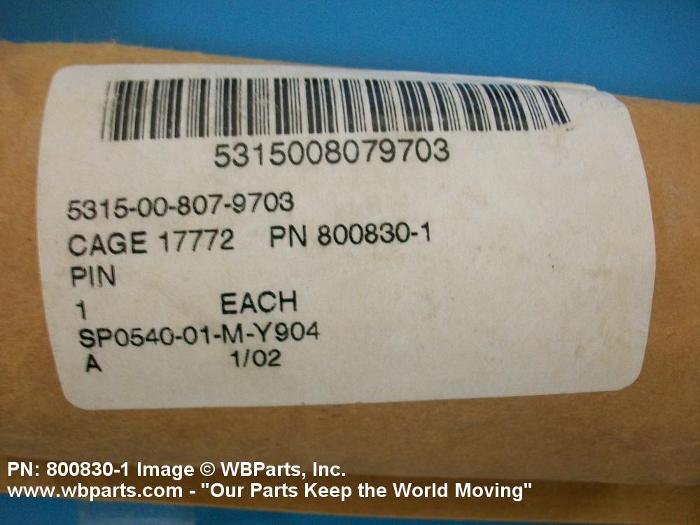 5315008079703
5315-00-807-9703
CAGE 17772 PN 800830-1
PIN
1 EACH
SP0540-01-M-Y904
A 1/02
PN: 800830-1 Image © WBParts, Inc.
www.wbparts.com - "Our Parts Keep the World Moving"